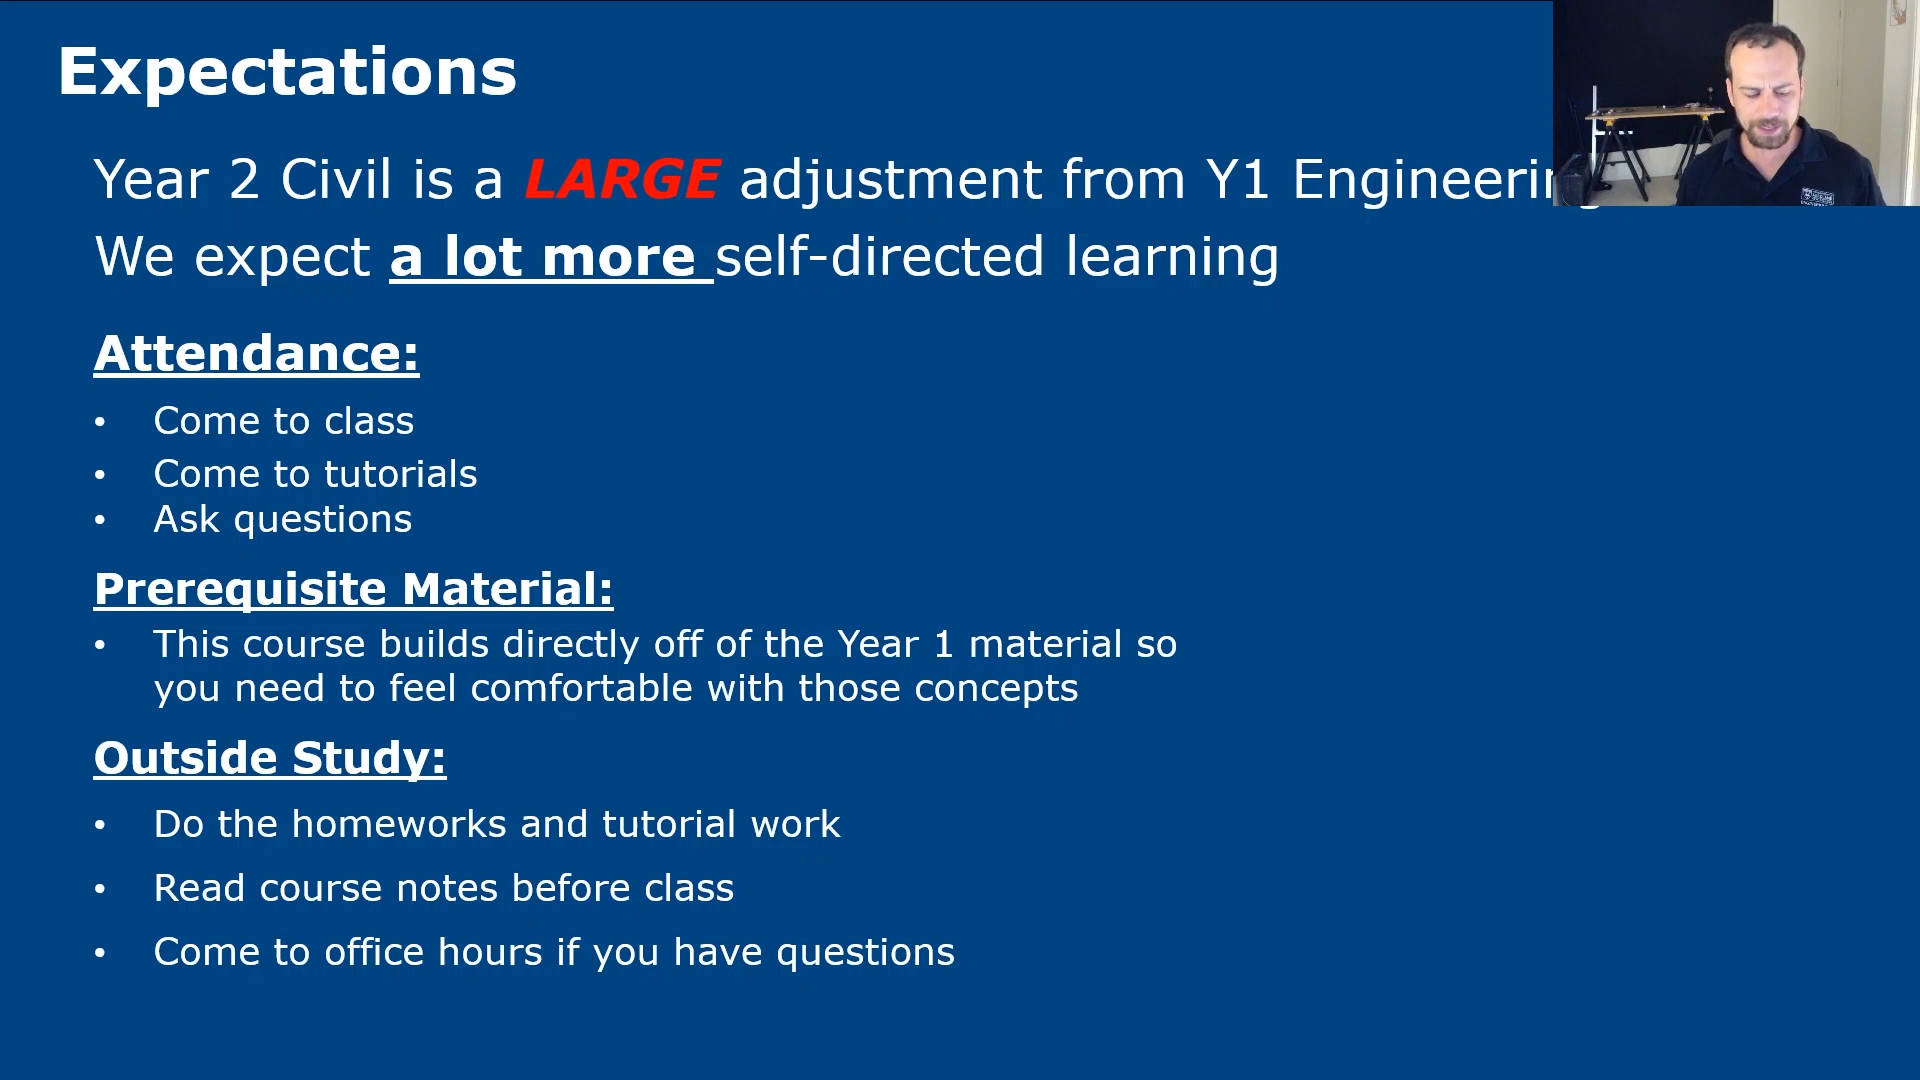 Expectations
Year 2 Civil is a LARGE adjustment from Y1 Engineering
We expect a lot more self-directed learning
Attendance:
• Come to class
• Come to tutorials
• Ask questions
Prerequisite Material:
• This course builds directly off of the Year 1 material so
you need to feel comfortable with those concepts
Outside Study:
• Do the homeworks and tutorial work
• Read course notes before class
• Come to office hours if you have questions